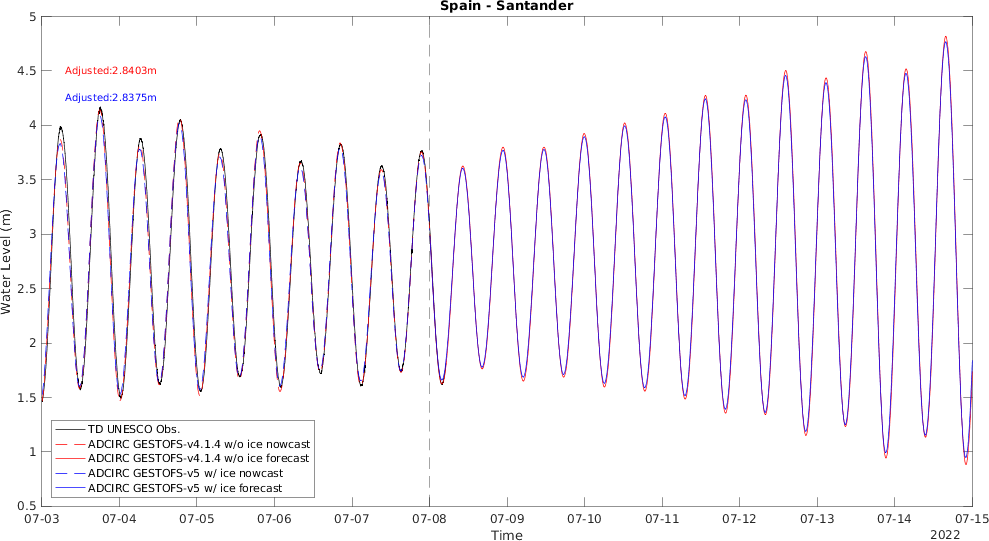 Spain - Santander
5
4.5
4
3.5
3
2.5
2
1.5
1
0.5
Water Level (m)
Adjusted:2.8403m
Adjusted:2.8375m
TD UNESCO Obs.
ADCIRC GESTOFS-v4.1.4 w/o ice nowcast
ADCIRC GESTOFS-v4.1.4 w/o ice forecast
ADCIRC GESTOFS-v5 w/ ice nowcast
ADCIRC GESTOFS-v5 w/ ice forecast
07-03 07-04 07-05 07-06 07-07 07-08 07-09 07-10 07-11 07-12 07-13 07-14 07-15
Time
2022